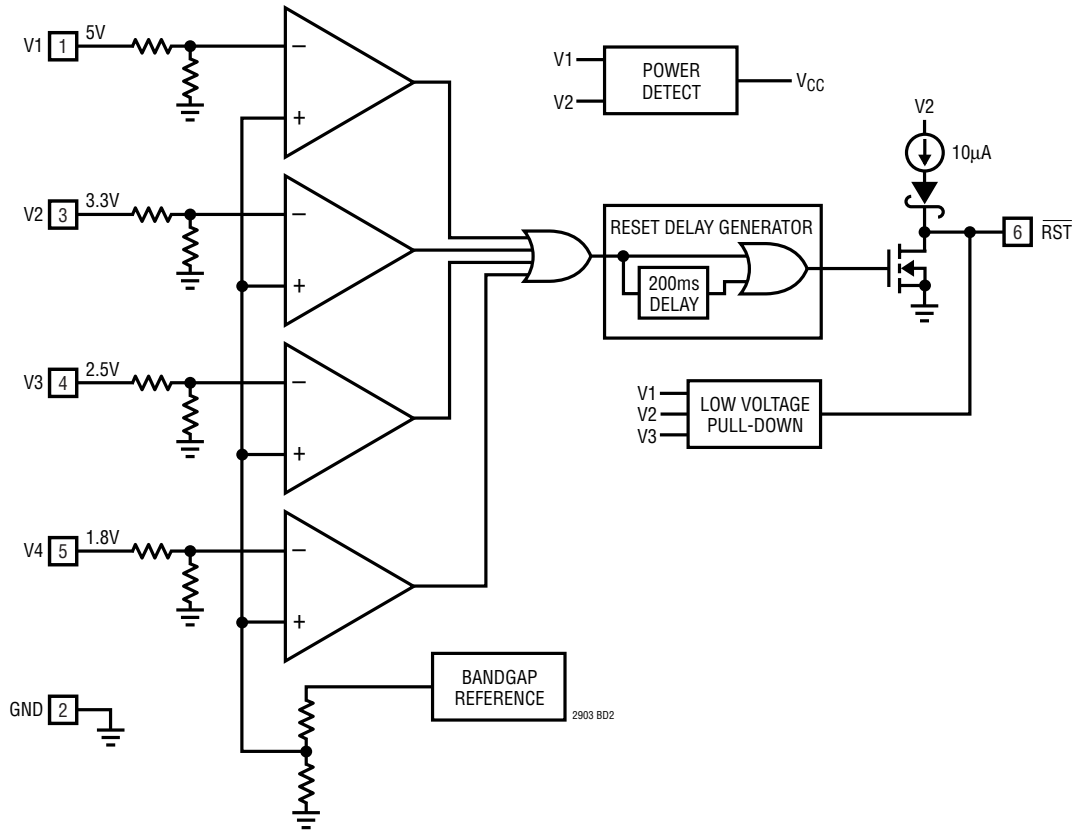 V1 1 5V
−
+
V2 3 3.3V
−
+
V3 4 2.5V
−
+
V4 5 1.8V
−
+
GND 2
BANDGAP
REFERENCE
2903 BD2
V1
V2
POWER
DETECT
VCC
RESET DELAY GENERATOR
200ms
DELAY
V2
10µA
6 RST
V1
V2
V3
LOW VOLTAGE
PULL-DOWN